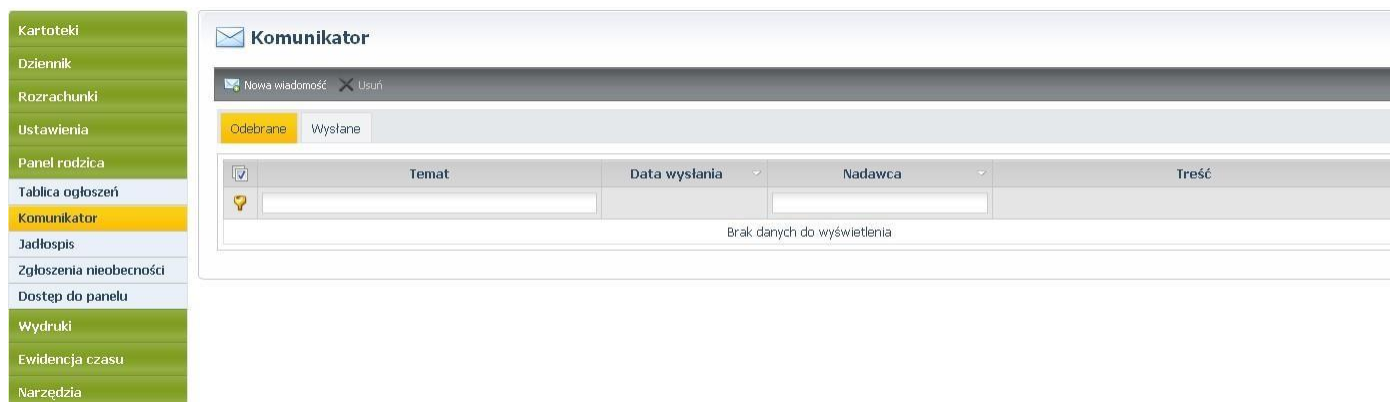 Kartoteki
Dziennik
Rozrachunki
Ustawienia
Panel rodzica
Tablica ogłoszeń
Komunikator
Jadłospis
Zgłoszenia nieobecności
Dostęp do panelu
Wydruki
Ewidencja czasu
Narzędzia
Komunikator
Nowa wiadomość Usuń
Odebrane Wysłane
Temat Data wysłania Nadawca Treść
Brak danych do wyświetlenia